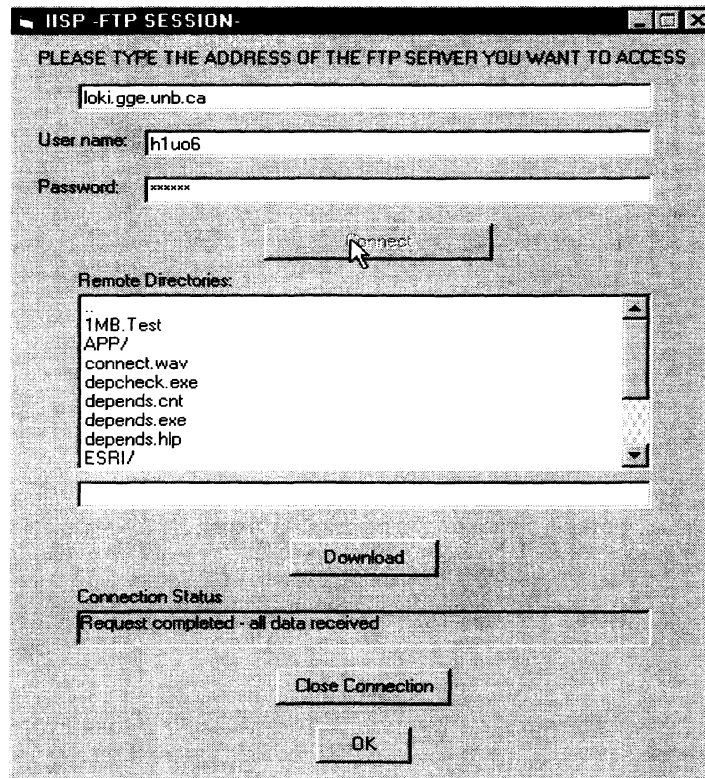 IISP -FTP SESSION-
PLEASE TYPE THE ADDRESS OF THE FTP SERVER YOU WANT TO ACCESS
loki.gge.unb.ca
User name: h1uo6
Password: ******
Connect
Remote Directories:
..
1MB.Test
APP/
connect.wav
depcheck.exe
depends.cnt
depends.exe
depends.hlp
ESRI/
Download
Connection Status
Request completed - all data received
Close Connection
OK